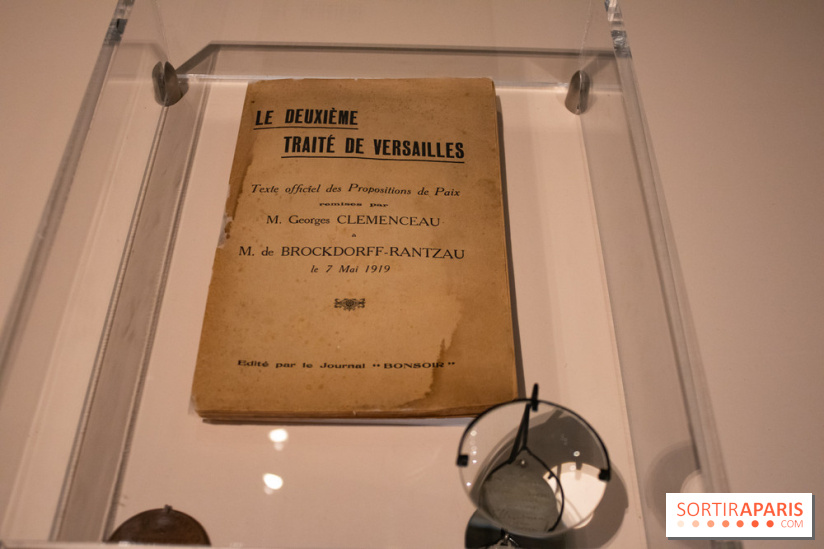 LE DEUXIÈME
TRAITÉ DE VERSAILLES
Texte officiel des Propositions de Paix
remises par
M. Georges CLEMENCEAU
à
M. de BROCKDORFF-RANTZAU
le 7 Mai 1919
Edité par le Journal “BONSOIR”
SORTIRAPARIS
.COM